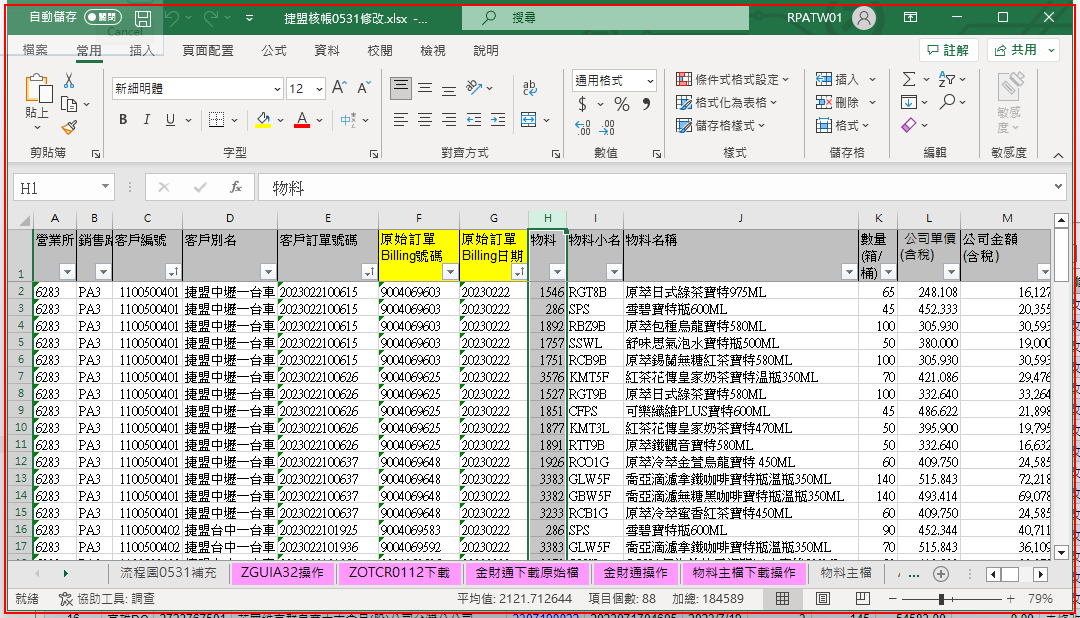 自動儲存 關閉 捷盟核帳0531修改.xlsx -... 搜尋 RPATW01
Cancel
檔案 常用 插入 頁面配置 公式 資料 校閱 檢視 說明 註解 共用
貼上 新細明體 12 通用格式 條件式格式設定 插入
格式化為表格 刪除 敏感度
儲存格樣式 格式
剪貼簿 字型 對齊方式 數值 樣式 儲存格 編輯 敏感度
H1 fx 物料
A B C D E F G H I J K L M
1 營業所 銷售路 客戶編號 客戶別名 客戶訂單號碼 原始訂單Billing號碼 原始訂單Billing日期 物料 物料小名 物料名稱 數量(箱/桶) 公司單價(含稅) 公司金額(含稅)
2 6283 PA3 1100500401 捷盟中壢一台車 2023022100615 9004069603 20230222 1546 RGT8B 原萃日式綠茶寶特975ML 65 248.108 16,127
3 6283 PA3 1100500401 捷盟中壢一台車 2023022100615 9004069603 20230222 286 SPS 雪碧寶特瓶600ML 45 452.333 20,355
4 6283 PA3 1100500401 捷盟中壢一台車 2023022100615 9004069603 20230222 1892 RBZ9B 原萃包種烏龍寶特580ML 100 305.930 30,593
5 6283 PA3 1100500401 捷盟中壢一台車 2023022100615 9004069603 20230222 1757 SSWL 舒味思氣泡水寶特瓶500ML 50 380.000 19,000
6 6283 PA3 1100500401 捷盟中壢一台車 2023022100615 9004069603 20230222 1751 RCB9B 原萃錫蘭無糖紅茶寶特580ML 100 305.930 30,593
7 6283 PA3 1100500401 捷盟中壢一台車 2023022100626 9004069625 20230222 3576 KMT5F 紅茶花傳皇家奶茶寶特溫瓶350ML 70 421.086 29,476
8 6283 PA3 1100500401 捷盟中壢一台車 2023022100626 9004069625 20230222 1527 RGT9B 原萃日式綠茶寶特580ML 100 332.640 33,264
9 6283 PA3 1100500401 捷盟中壢一台車 2023022100626 9004069625 20230222 1851 CFPS 可樂纖維PLUS寶特600ML 45 486.622 21,898
10 6283 PA3 1100500401 捷盟中壢一台車 2023022100626 9004069625 20230222 1877 KMT3L 紅茶花傳皇家奶茶寶特470ML 50 395.900 19,795
11 6283 PA3 1100500401 捷盟中壢一台車 2023022100626 9004069625 20230222 1891 RTT9B 原萃鐵觀音寶特580ML 50 332.640 16,632
12 6283 PA3 1100500401 捷盟中壢一台車 2023022100637 9004069648 20230222 1926 RCO1G 原萃冷萃金萱烏龍寶特 450ML 60 409.750 24,585
13 6283 PA3 1100500401 捷盟中壢一台車 2023022100637 9004069648 20230222 3383 GLW5F 喬亞滴濾拿鐵咖啡寶特瓶溫瓶350ML 140 515.843 72,218
14 6283 PA3 1100500401 捷盟中壢一台車 2023022100637 9004069648 20230222 3382 GBW5F 喬亞滴濾無糖黑咖啡寶特瓶溫瓶350ML 140 493.414 69,078
15 6283 PA3 1100500401 捷盟中壢一台車 2023022100637 9004069648 20230222 3233 RCB1G 原萃冷萃蜜香紅茶寶特450ML 60 409.750 24,585
16 6283 PA3 1100500402 捷盟台中一台車 2023022101925 9004069583 20230222 286 SPS 雪碧寶特瓶600ML 90 452.344 40,711
17 6283 PA3 1100500402 捷盟台中一台車 2023022101936 9004069592 20230222 3383 GLW5F 喬亞滴濾拿鐵咖啡寶特瓶溫瓶350ML 70 515.843 36,109
流程圖0531補充 ZGUIA32操作 ZOTCR0112下載 金財通下載原始檔 金財通操作 物料主檔下載操作 物料主檔 ...
就緒 協助工具: 調查 平均值: 2121.712644 項目個數: 88 加總: 184589 79%